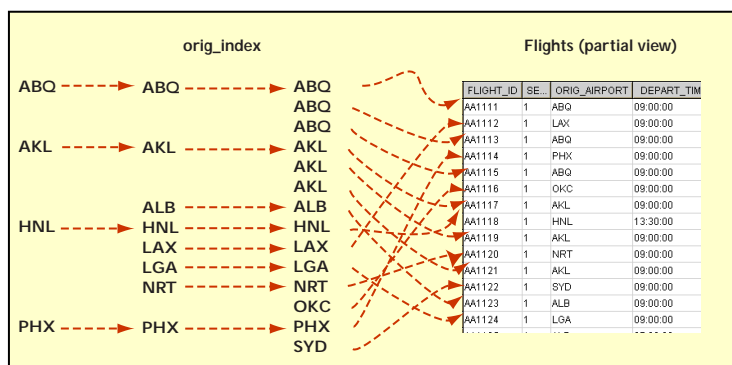 orig_index Flights (partial view)
ABQ ABQ ABQ
ABQ
ABQ
AKL AKL AKL
AKL
AKL
ALB ALB
HNL HNL HNL
LAX LAX
LGA LGA
NRT NRT
OKC
PHX PHX PHX
SYD
FLIGHT_ID SE... ORIG_AIRPORT DEPART_TIM
AA1111 1 ABQ 09:00:00
AA1112 1 LAX 09:00:00
AA1113 1 ABQ 09:00:00
AA1114 1 PHX 09:00:00
AA1115 1 ABQ 09:00:00
AA1116 1 OKC 09:00:00
AA1117 1 AKL 09:00:00
AA1118 1 HNL 13:30:00
AA1119 1 AKL 09:00:00
AA1120 1 NRT 09:00:00
AA1121 1 AKL 09:00:00
AA1122 1 SYD 09:00:00
AA1123 1 ALB 09:00:00
AA1124 1 LGA 09:00:00